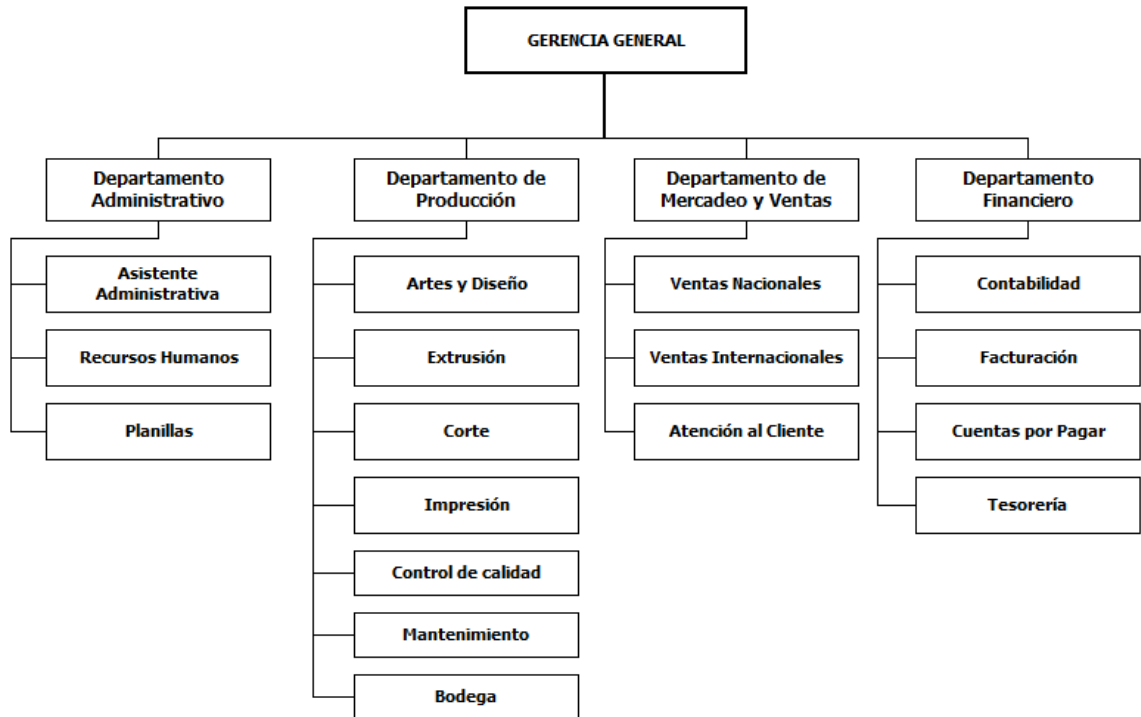 GERENCIA GENERAL
Departamento
Administrativo
Asistente
Administrativa
Recursos Humanos
Planillas
Departamento de
Producción
Artes y Diseño
Extrusión
Corte
Impresión
Control de calidad
Mantenimiento
Bodega
Departamento de
Mercadeo y Ventas
Ventas Nacionales
Ventas Internacionales
Atención al Cliente
Departamento
Financiero
Contabilidad
Facturación
Cuentas por Pagar
Tesorería